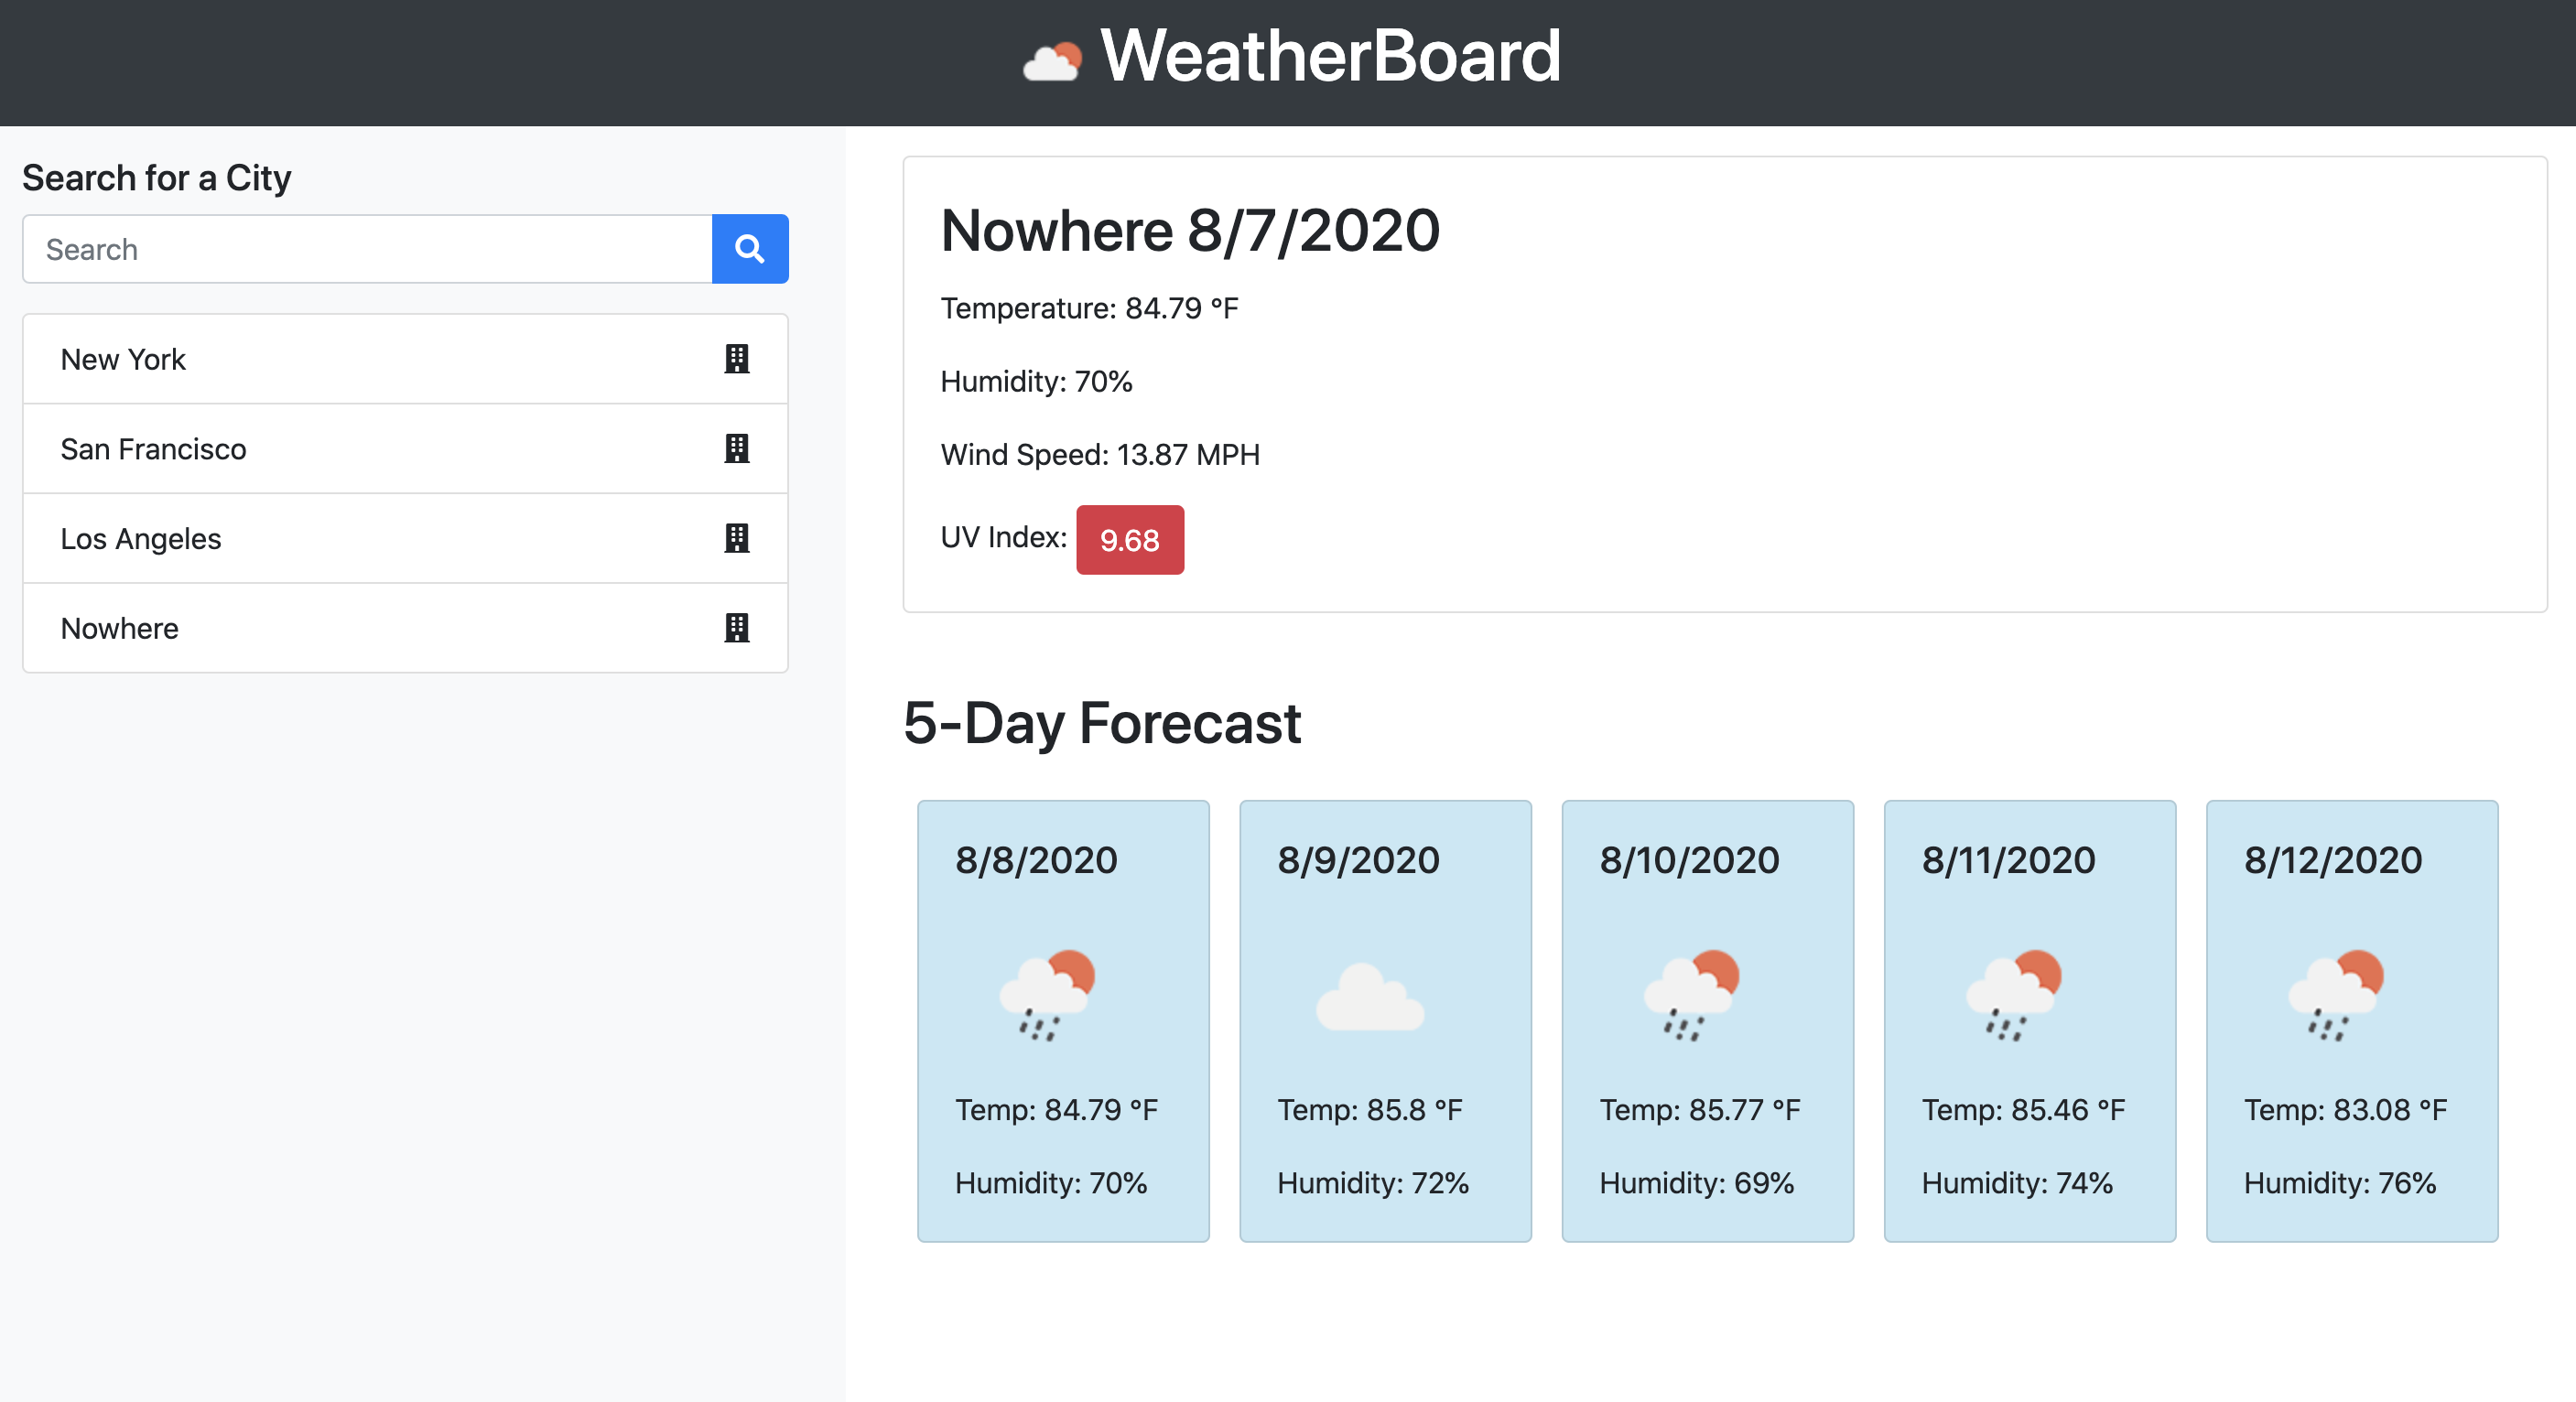 WeatherBoard
Search for a City
Search
New York
San Francisco
Los Angeles
Nowhere
Nowhere 8/7/2020
Temperature: 84.79 °F
Humidity: 70%
Wind Speed: 13.87 MPH
UV Index: 9.68
5-Day Forecast
8/8/2020
Temp: 84.79 °F
Humidity: 70%
8/9/2020
Temp: 85.8 °F
Humidity: 72%
8/10/2020
Temp: 85.77 °F
Humidity: 69%
8/11/2020
Temp: 85.46 °F
Humidity: 74%
8/12/2020
Temp: 83.08 °F
Humidity: 76%